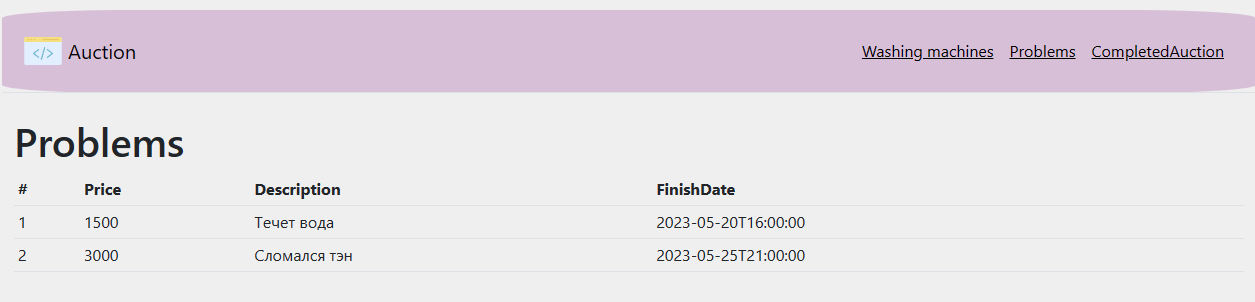 </> Auction Washing machines Problems CompletedAuction
Problems
# Price Description FinishDate
1 1500 Течет вода 2023-05-20T16:00:00
2 3000 Сломался тэн 2023-05-25T21:00:00